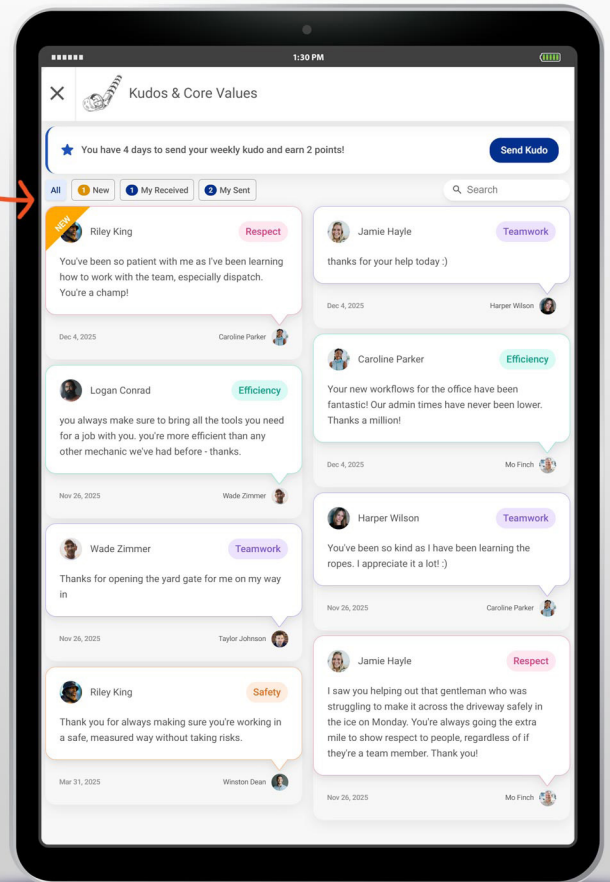 1:30 PM
Kudos & Core Values
You have 4 days to send your weekly kudo and earn 2 points!
Send Kudo
All
1 New
1 My Received
2 My Sent
Search
NEW
Riley King
Respect
You've been so patient with me as I've been learning
how to work with the team, especially dispatch.
You're a champ!
Dec 4, 2025
Caroline Parker
Logan Conrad
Efficiency
you always make sure to bring all the tools you need
for a job with you. you're more efficient than any
other mechanic we've had before - thanks.
Nov 26, 2025
Wade Zimmer
Wade Zimmer
Teamwork
Thanks for opening the yard gate for me on my way
in
Nov 26, 2025
Taylor Johnson
Riley King
Safety
Thank you for always making sure you're working in
a safe, measured way without taking risks.
Mar 31, 2025
Winston Dean
Jamie Hayle
Teamwork
thanks for your help today :)
Dec 4, 2025
Harper Wilson
Caroline Parker
Efficiency
Your new workflows for the office have been
fantastic! Our admin times have never been lower.
Thanks a million!
Dec 4, 2025
Mo Finch
Harper Wilson
Teamwork
You've been so kind as I have been learning the
ropes. I appreciate it a lot! :)
Nov 26, 2025
Caroline Parker
Jamie Hayle
Respect
I saw you helping out that gentleman who was
struggling to make it across the driveway safely in
the ice on Monday. You're always going the extra
mile to show respect to people, regardless of if
they're a team member. Thank you!
Nov 26, 2025
Mo Finch